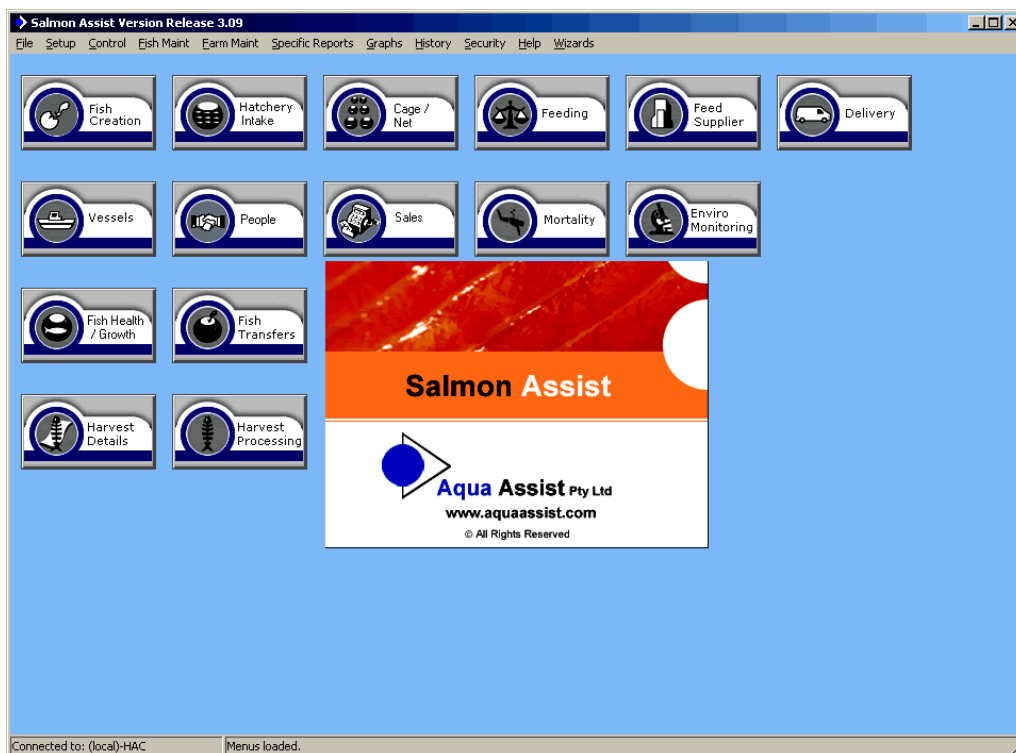 Salmon Assist Version Release 3.09
File Setup Control Fish Maint Farm Maint Specific Reports Graphs History Security Help Wizards
Fish
Creation
Hatchery
Intake
Cage /
Net
Feeding
Feed
Supplier
Delivery
Vessels
People
Sales
Mortality
Enviro
Monitoring
Fish Health
/ Growth
Fish
Transfers
Harvest
Details
Harvest
Processing
Salmon Assist
Aqua Assist Pty Ltd
www.aquaassist.com
© All Rights Reserved
Connected to: (local)-HAC
Menus loaded.